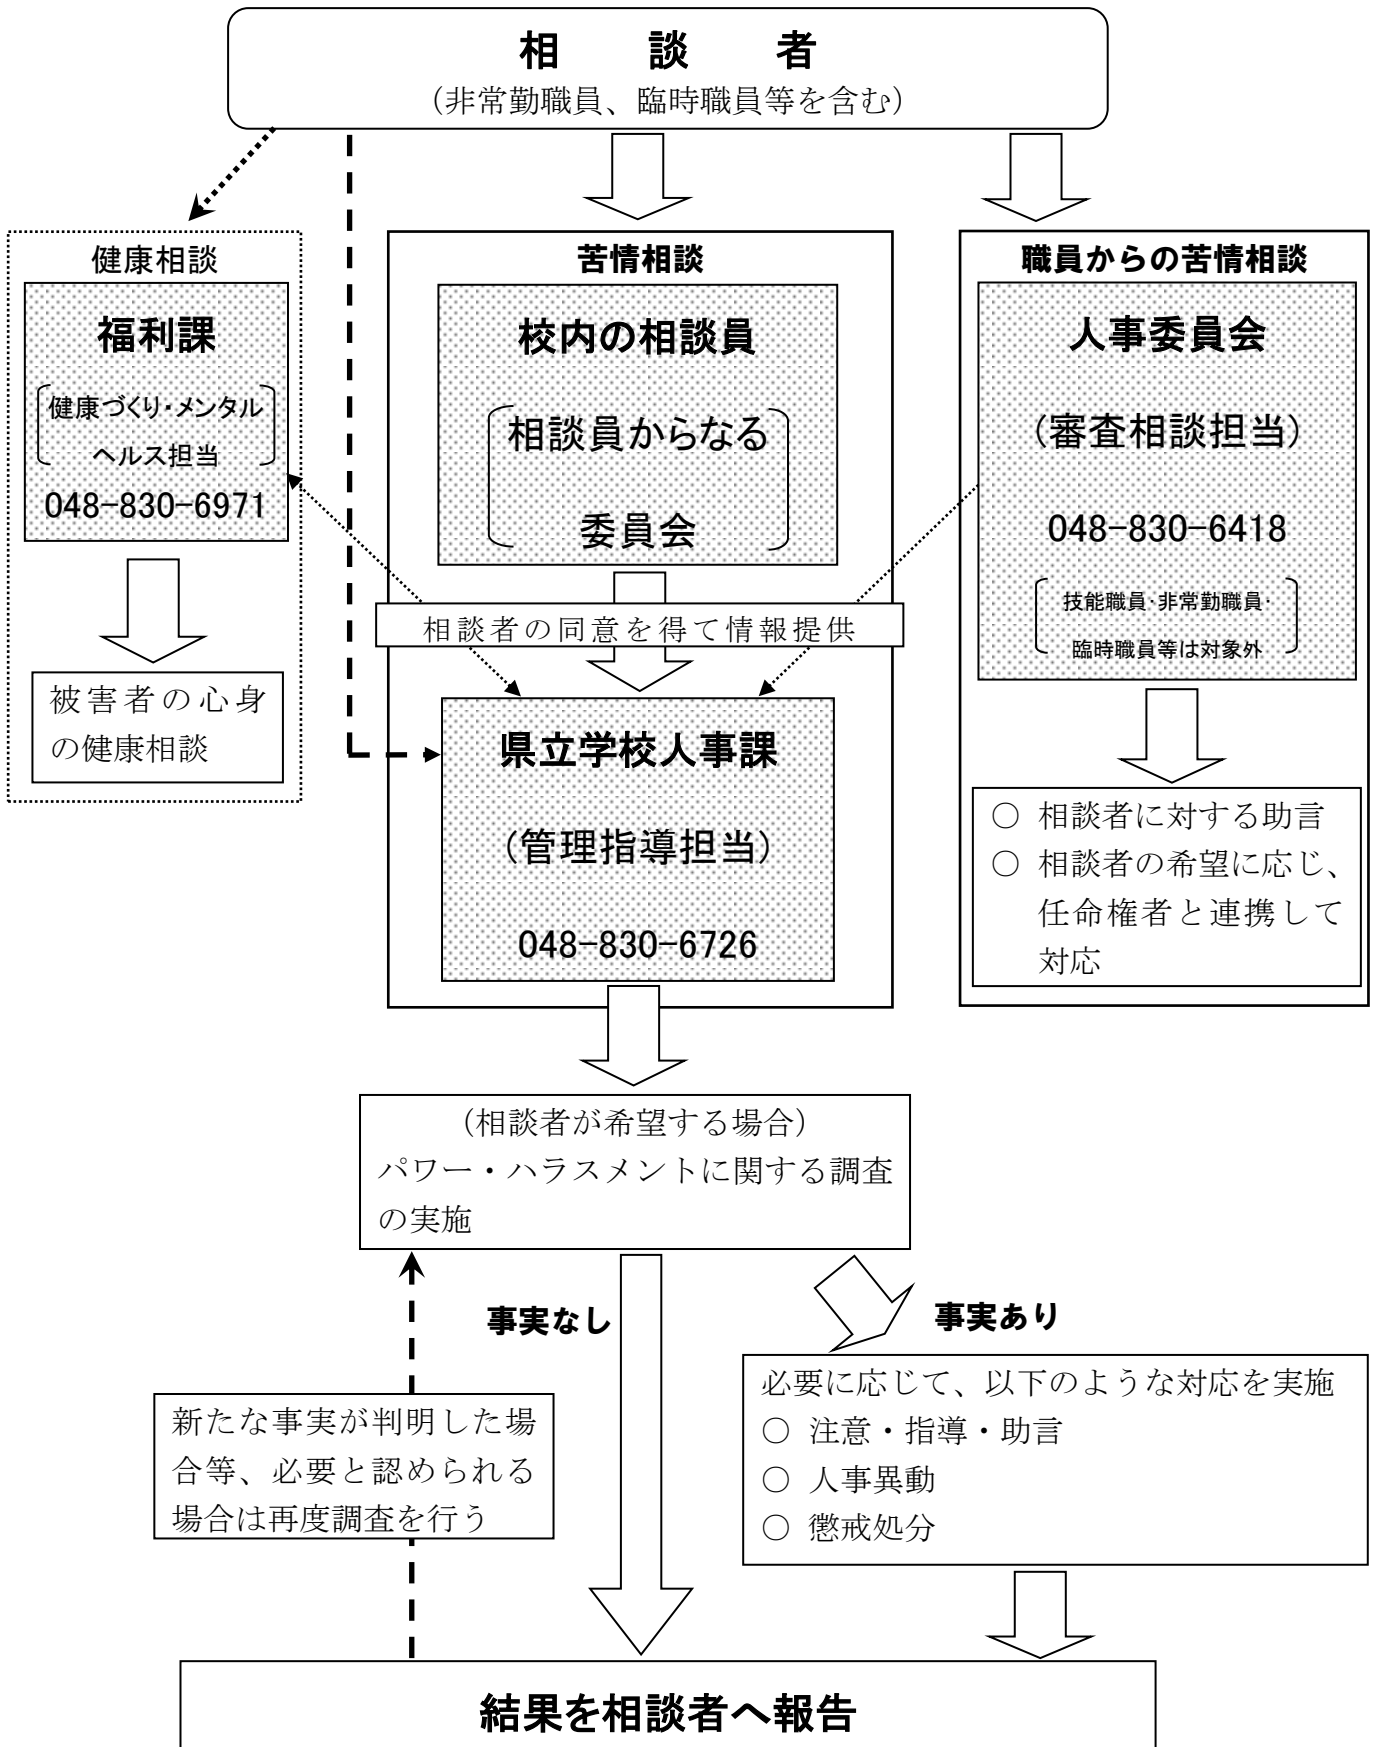 相 談 者
（非常勤職員、臨時職員等を含む）
健康相談
福利課
健康づくり・メンタル
ヘルス担当
048-830-6971
被害者の心身
の健康相談
苦情相談
校内の相談員
相談員からなる
委員会
相談者の同意を得て情報提供
県立学校人事課
（管理指導担当）
048-830-6726
職員からの苦情相談
人事委員会
（審査相談担当）
048-830-6418
技能職員・非常勤職員・
臨時職員等は対象外
○ 相談者に対する助言
○ 相談者の希望に応じ、
任命権者と連携して
対応
（相談者が希望する場合）
パワー・ハラスメントに関する調査
の実施
事実なし
事実あり
新たな事実が判明した場
合等、必要と認められる
場合は再度調査を行う
必要に応じて、以下のような対応を実施
○ 注意・指導・助言
○ 人事異動
○ 懲戒処分
結果を相談者へ報告